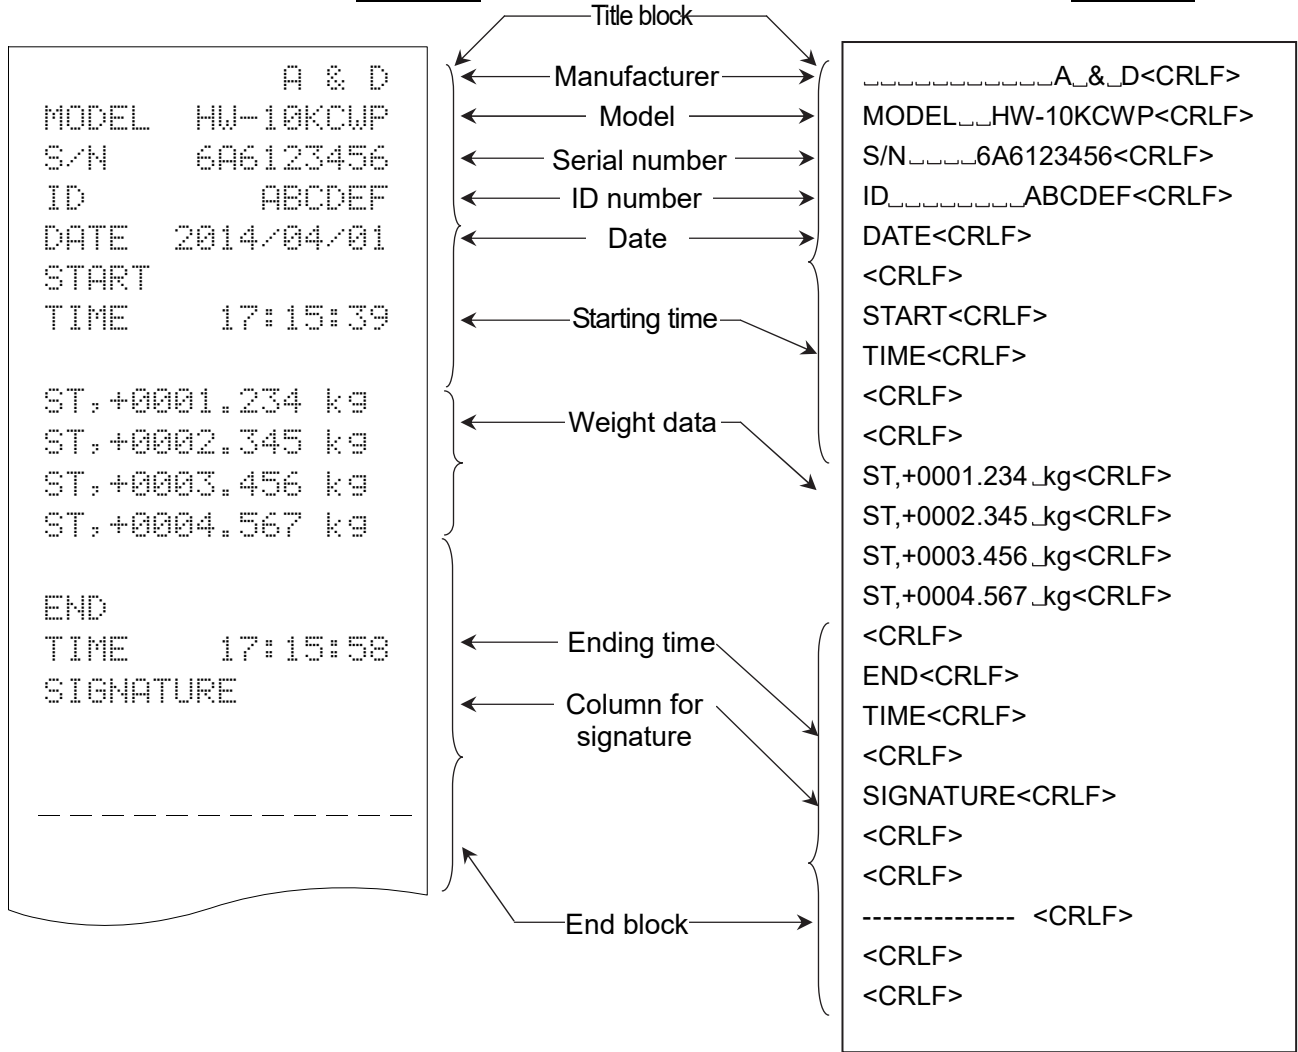 Title block
A & D
MODEL HW-10KCWP
S/N 6A6123456
ID ABCDEF
DATE 2014/04/01
START
TIME 17:15:39
ST,+0001.234 kg
ST,+0002.345 kg
ST,+0003.456 kg
ST,+0004.567 kg
END
TIME 17:15:58
SIGNATURE
_ _ _ _ _ _ _ _ _ _ _ _
Manufacturer
Model
Serial number
ID number
Date
Starting time
Weight data
Ending time
Column for
signature
End block
␣␣␣␣␣␣␣␣␣␣␣A␣&␣D<CRLF>
MODEL␣␣HW-10KCWP<CRLF>
S/N␣␣␣␣6A6123456<CRLF>
ID␣␣␣␣␣␣␣␣ABCDEF<CRLF>
DATE<CRLF>
<CRLF>
START<CRLF>
TIME<CRLF>
<CRLF>
<CRLF>
ST,+0001.234␣kg<CRLF>
ST,+0002.345␣kg<CRLF>
ST,+0003.456␣kg<CRLF>
ST,+0004.567␣kg<CRLF>
<CRLF>
END<CRLF>
TIME<CRLF>
<CRLF>
SIGNATURE<CRLF>
<CRLF>
<CRLF>
--------------- <CRLF>
<CRLF>
<CRLF>